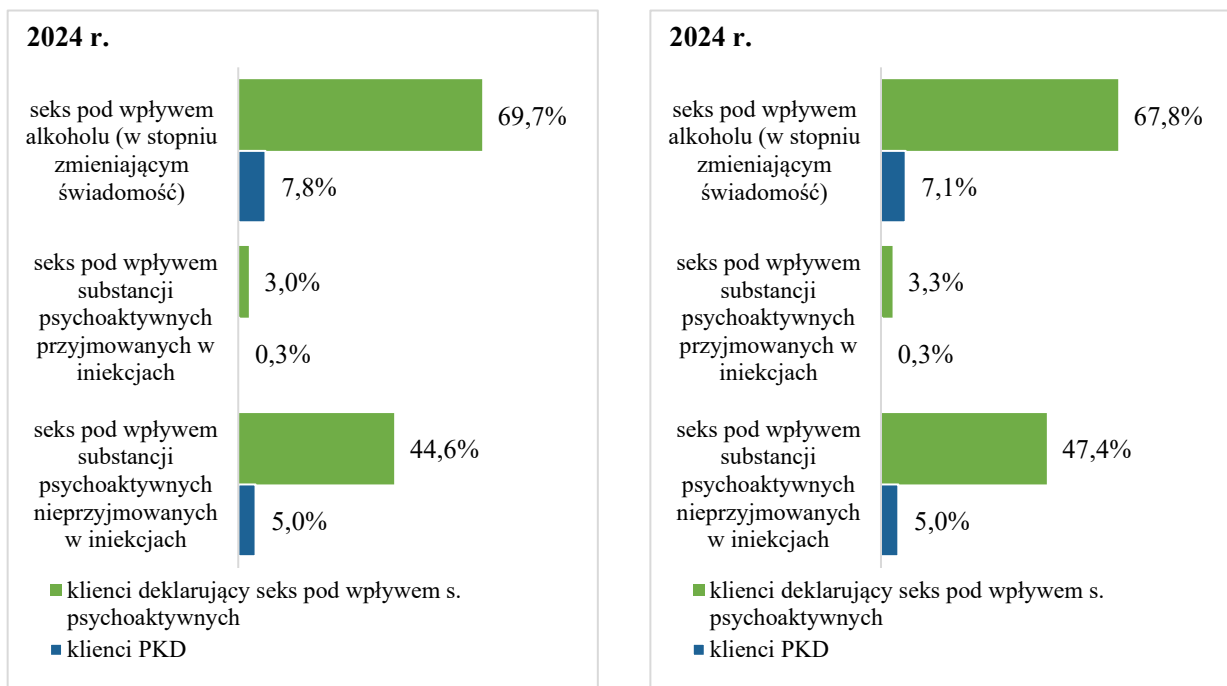 2024 r.
seks pod wpływem
alkoholu (w stopniu
zmieniającym
świadomość)
69,7%
7,8%
seks pod wpływem
substancji
psychoaktywnych
przyjmowanych w
iniekcjach
3,0%
0,3%
seks pod wpływem
substancji
psychoaktywnych
nieprzyjmowanych
w iniekcjach
44,6%
5,0%
klienci deklarujący seks pod wpływem s.
psychoaktywnych
klienci PKD
2024 r.
seks pod wpływem
alkoholu (w stopniu
zmieniającym
świadomość)
67,8%
7,1%
seks pod wpływem
substancji
psychoaktywnych
przyjmowanych w
iniekcjach
3,3%
0,3%
seks pod wpływem
substancji
psychoaktywnych
nieprzyjmowanych
w iniekcjach
47,4%
5,0%
klienci deklarujący seks pod wpływem s.
psychoaktywnych
klienci PKD